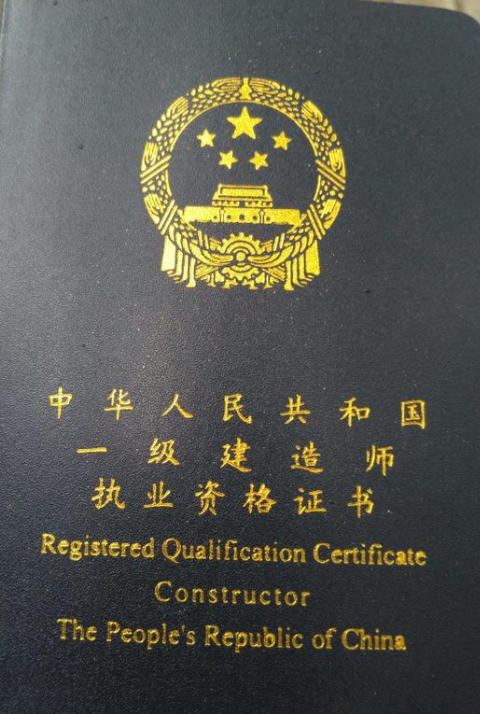 中华人民共和国
一级建造师
执业资格证书
Registered Qualification Certificate
Constructor
The People's Republic of China